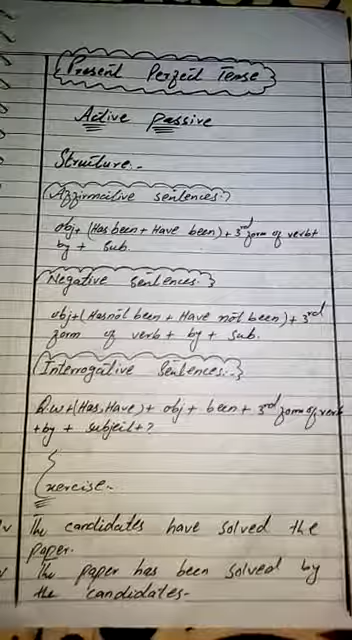 Present Perfect Tense
Active Passive
Structure:-
Affirmative sentences:
obj+ (Has been + Have been) + 3rd form of verb+
by + sub.
Negative Sentences:
obj+(Has not been + Have not been) + 3rd
form of verb + by + sub.
Interrogative Sentences:-
Q.w+(Has,Have)+ obj + been + 3rd form of verb
+by + subject+?
Exercise:-
The candidates have solved the
paper.
The paper has been solved by
the candidates-